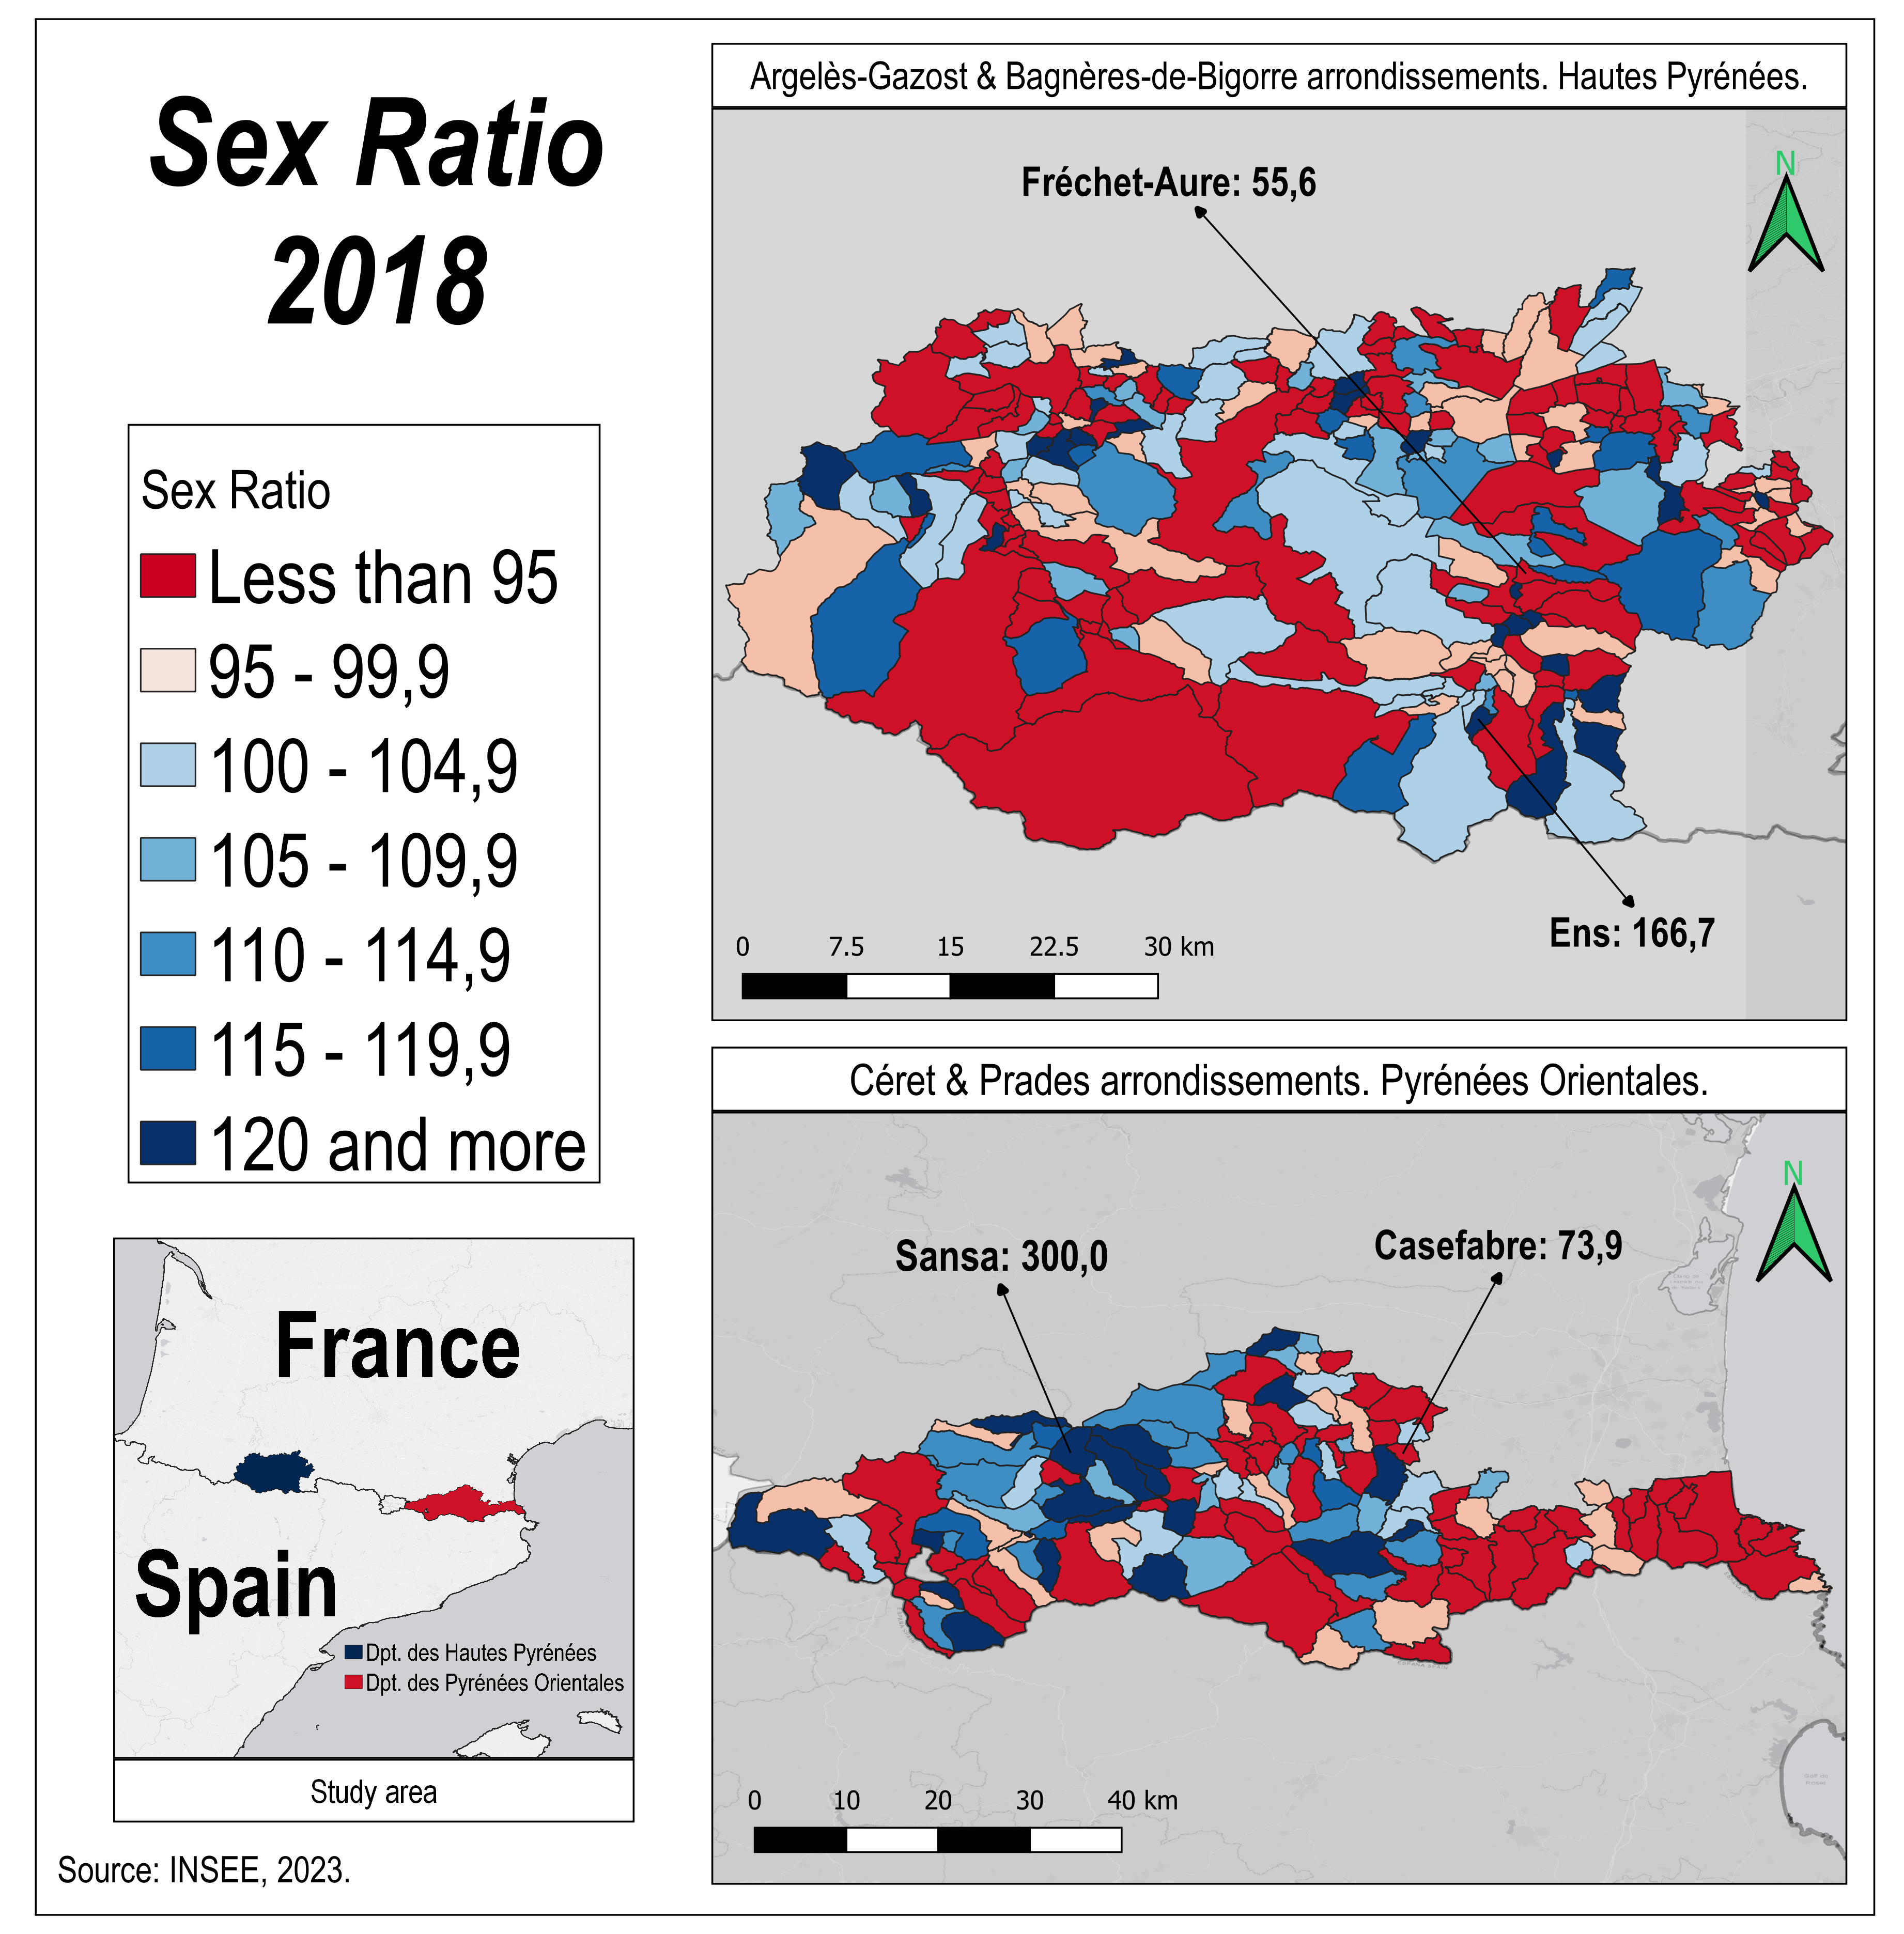 Sex Ratio
2018
Sex Ratio
Less than 95
95 - 99,9
100 - 104,9
105 - 109,9
110 - 114,9
115 - 119,9
120 and more
France
Spain
Dpt. des Hautes Pyrénées
Dpt. des Pyrénées Orientales
Study area
Source: INSEE, 2023.
Argelès-Gazost & Bagnères-de-Bigorre arrondissements. Hautes Pyrénées.
N
Fréchet-Aure: 55,6
Ens: 166,7
0 7.5 15 22.5 30 km
Céret & Prades arrondissements. Pyrénées Orientales.
N
Sansa: 300,0
Casefabre: 73,9
0 10 20 30 40 km